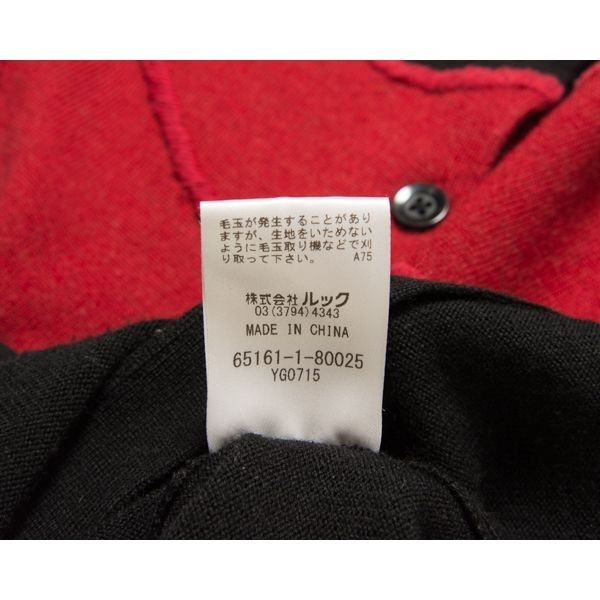 毛玉が発生することがあり
ますが、生地をいためない
ように毛玉取り機などで刈
り取って下さい。 A75
株式会社 ルック
03(3794)4343
MADE IN CHINA
65161-1-80025
YG0715